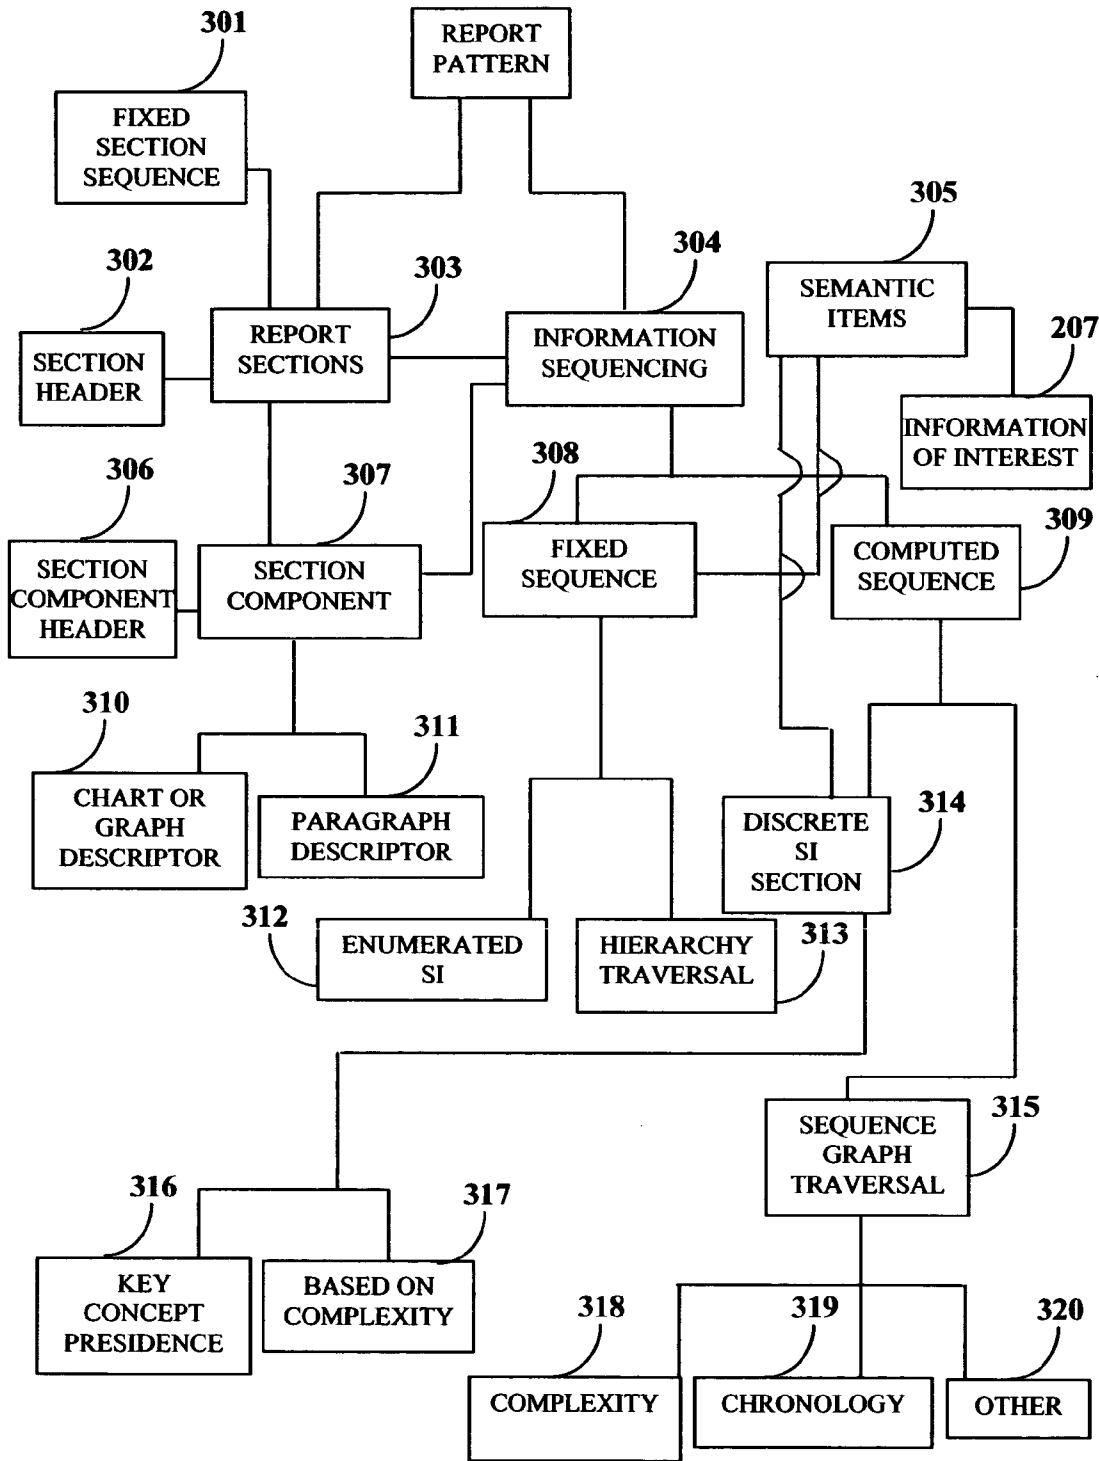 301
REPORT
PATTERN
FIXED
SECTION
SEQUENCE
305
302
303
304
SEMANTIC
ITEMS
207
REPORT
SECTIONS
INFORMATION
SEQUENCING
SECTION
HEADER
INFORMATION
OF INTEREST
306
307
308
309
SECTION
COMPONENT
HEADER
SECTION
COMPONENT
FIXED
SEQUENCE
COMPUTED
SEQUENCE
310
311
CHART OR
GRAPH
DESCRIPTOR
PARAGRAPH
DESCRIPTOR
DISCRETE
SI
SECTION
314
312
ENUMERATED
SI
HIERARCHY
TRAVERSAL
313
315
SEQUENCE
GRAPH
TRAVERSAL
316
317
KEY
CONCEPT
PRESIDENCE
BASED ON
COMPLEXITY
318
319
320
COMPLEXITY
CHRONOLOGY
OTHER